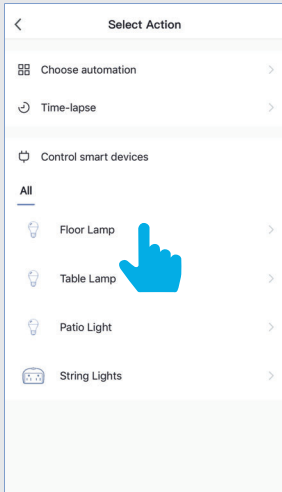 Select Action
Choose automation
Time-lapse
Control smart devices
All
Floor Lamp
Table Lamp
Patio Light
String Lights